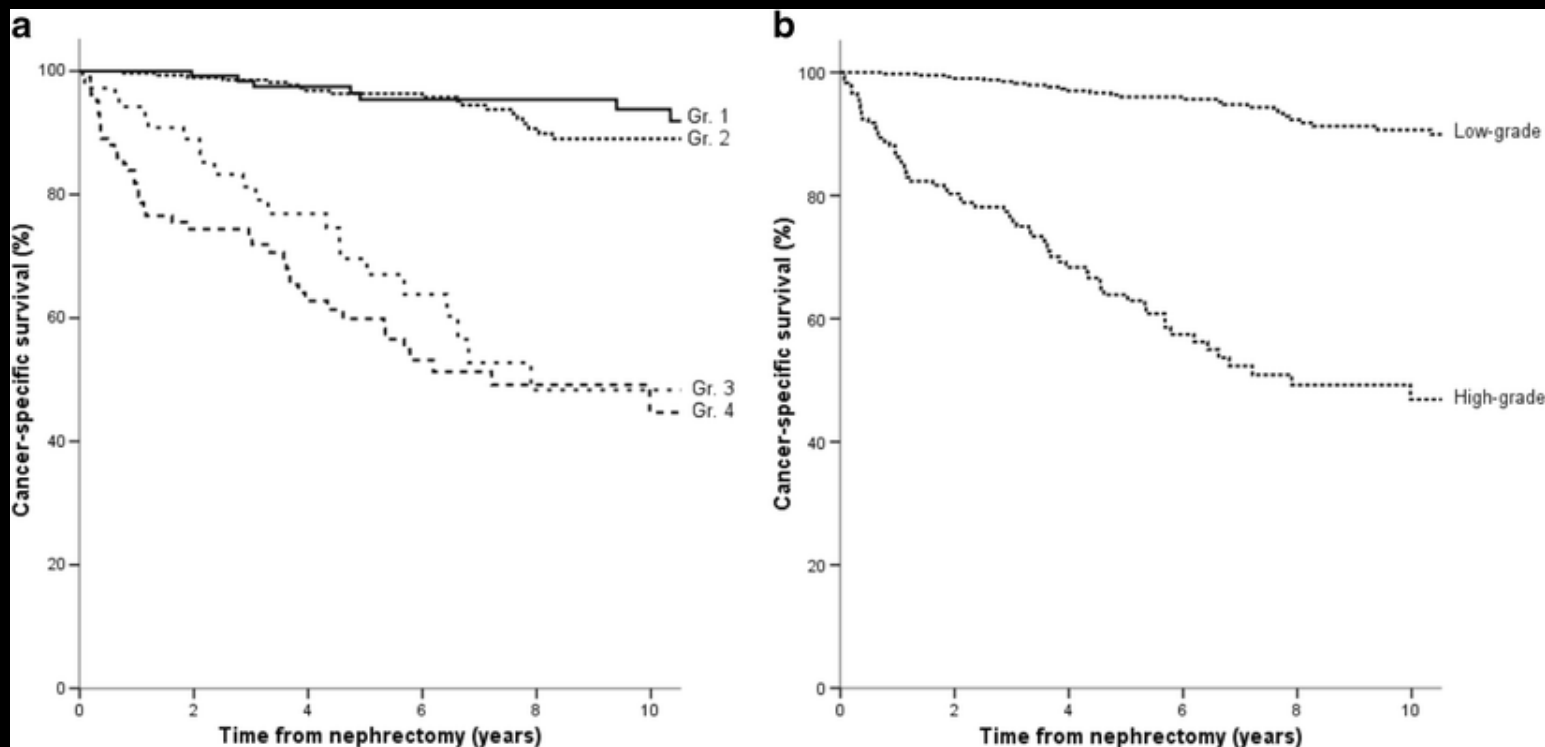 a
100
80
60
40
20
0
Cancer-specific survival (%)
Gr. 1
Gr. 2
Gr. 3
Gr. 4
0 2 4 6 8 10
Time from nephrectomy (years)
b
100
80
60
40
20
0
Cancer-specific survival (%)
Low-grade
High-grade
0 2 4 6 8 10
Time from nephrectomy (years)